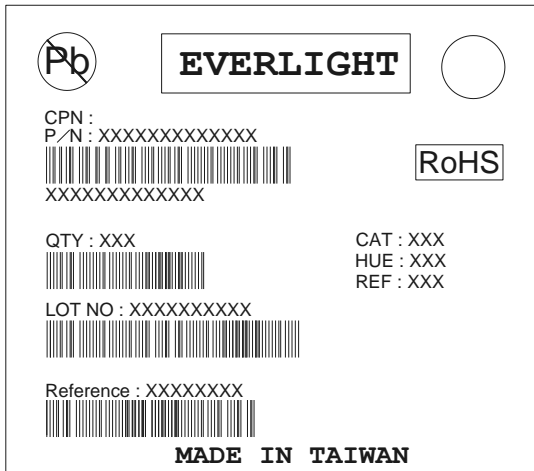 Pb
EVERLIGHT
CPN :
P/N : XXXXXXXXXXXXX
XXXXXXXXXXXXX
RoHS
QTY : XXX
CAT : XXX
HUE : XXX
REF : XXX
LOT NO : XXXXXXXXXX
Reference : XXXXXXXX
MADE IN TAIWAN